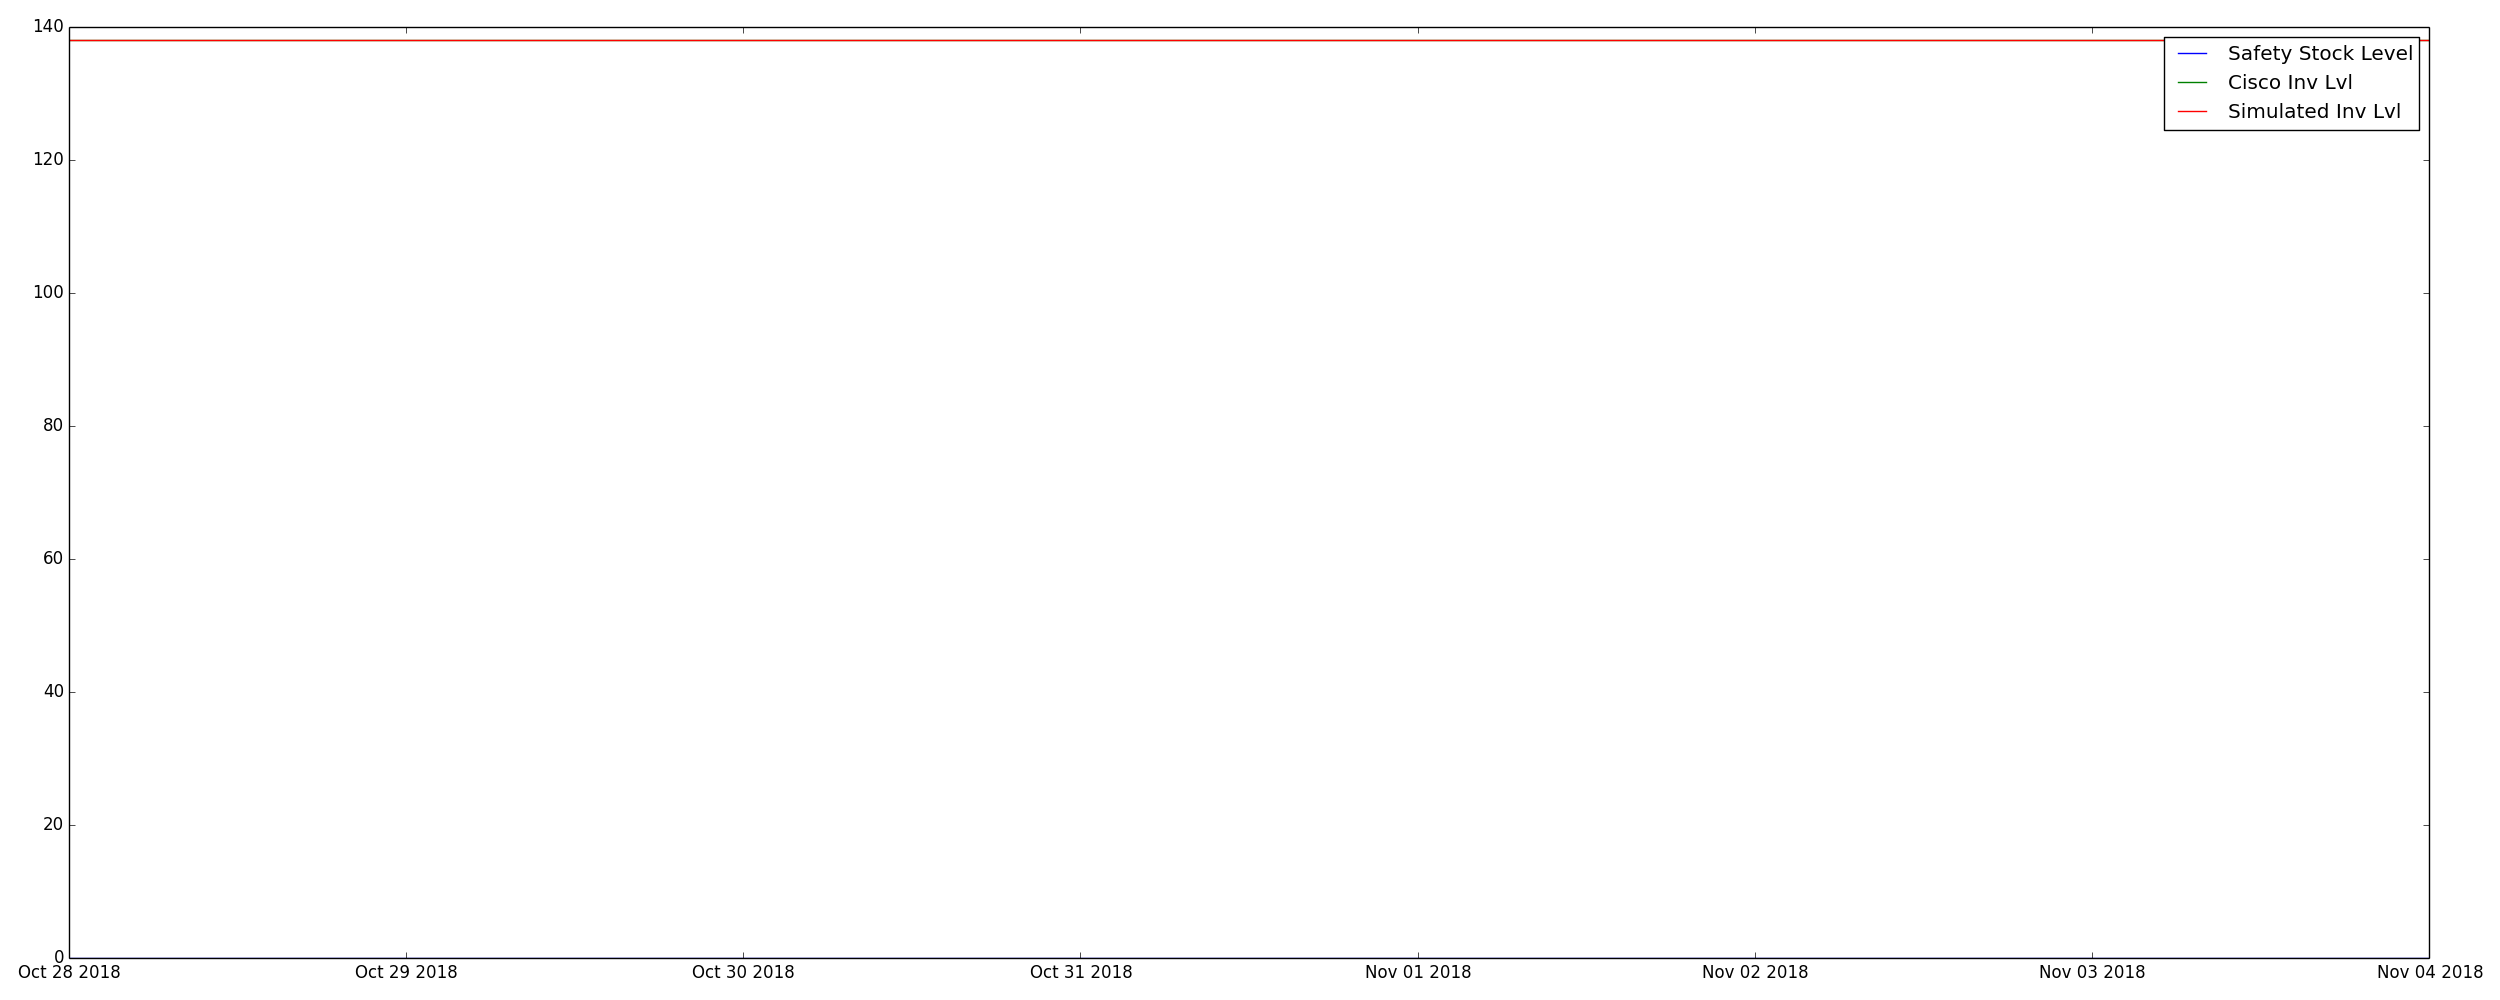 140
120
100
80
60
40
20
0
Safety Stock Level
Cisco Inv Lvl
Simulated Inv Lvl
Oct 28 2018 Oct 29 2018 Oct 30 2018 Oct 31 2018 Nov 01 2018 Nov 02 2018 Nov 03 2018 Nov 04 2018